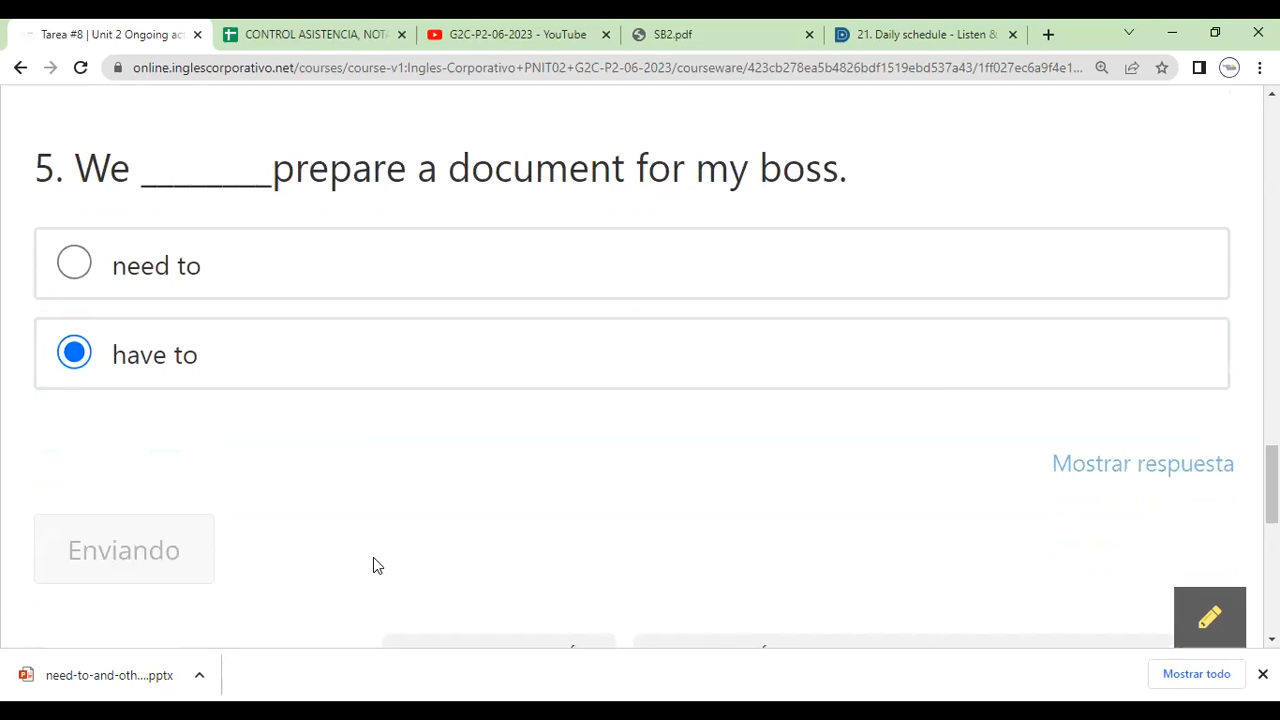 Tarea #8 | Unit 2 Ongoing act
CONTROL ASISTENCIA, NOTA
G2C-P2-06-2023 - YouTube
SB2.pdf
21. Daily schedule - Listen &
online.inglescorporativo.net/courses/course-v1:Ingles-Corporativo+PNIT02+G2C-P2-06-2023/courseware/423cb278ea5b4826bdf1519ebd537a43/1ff027ec6a9f4e1...
5. We ________prepare a document for my boss.
need to
have to
Mostrar respuesta
Enviando
need-to-and-oth....pptx
Mostrar todo